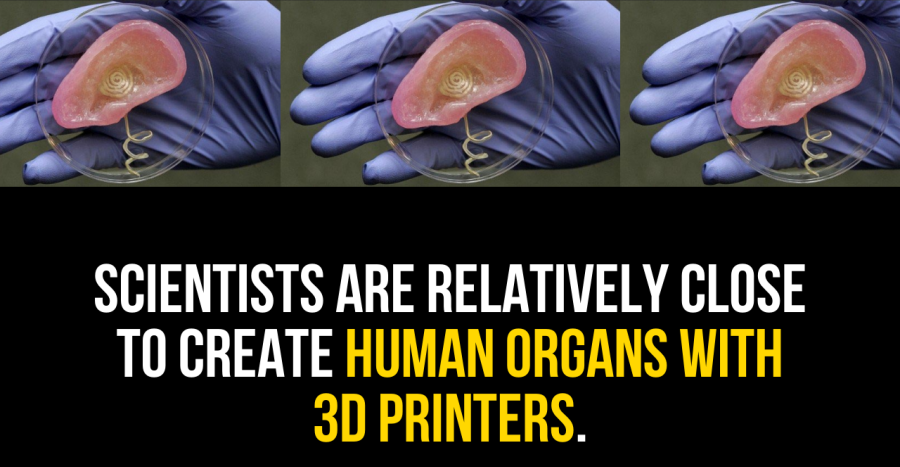 SCIENTISTS ARE RELATIVELY CLOSE
TO CREATE HUMAN ORGANS WITH
3D PRINTERS.